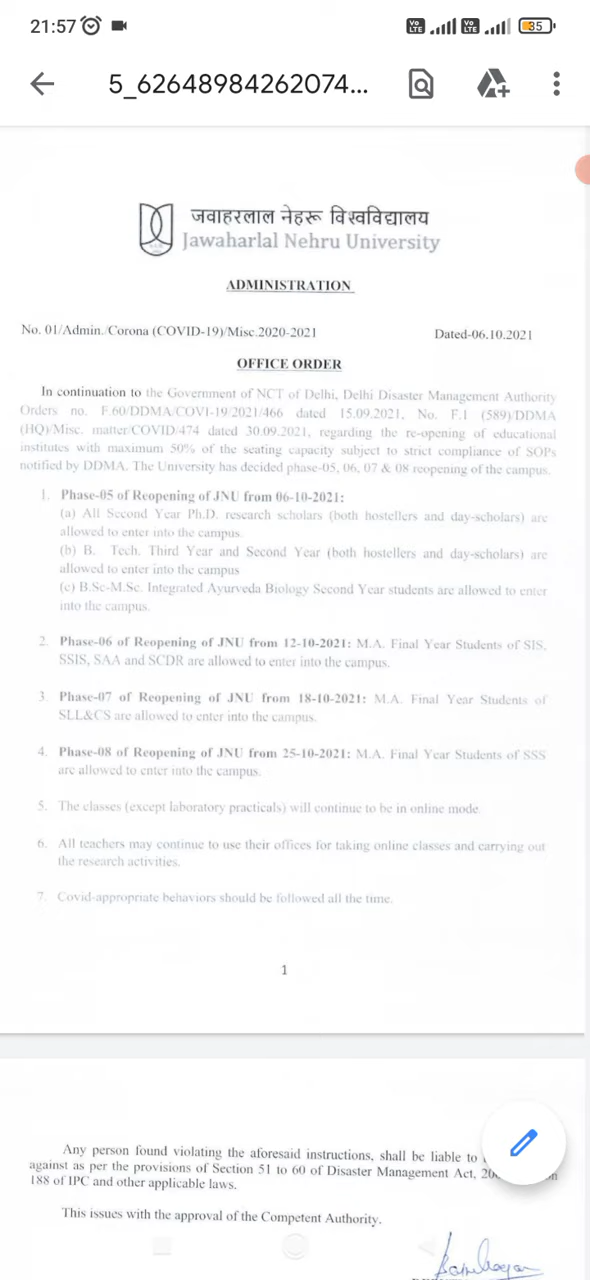 21:57
Vo LTE Vo LTE 35
5_62648984262074...
जवाहरलाल नेहरू विश्वविद्यालय
Jawaharlal Nehru University
ADMINISTRATION
No. 01/Admin./Corona (COVID-19)/Misc.2020-2021 Dated-06.10.2021
OFFICE ORDER
In continuation to the Government of NCT of Delhi, Delhi Disaster Management Authority
Orders no. F.60/DDMA/COVI-19/2021/466 dated 15.09.2021, No. F.1 (589)/DDMA
(HQ)/Misc. matter/COVID/474 dated 30.09.2021, regarding the re-opening of educational
institutes with maximum 50% of the seating capacity subject to strict compliance of SOPs
notified by DDMA. The University has decided phase-05, 06, 07 & 08 reopening of the campus.
1. Phase-05 of Reopening of JNU from 06-10-2021:
(a) All Second Year Ph.D. research scholars (both hostellers and day-scholars) are
allowed to enter into the campus.
(b) B. Tech. Third Year and Second Year (both hostellers and day-scholars) are
allowed to enter into the campus
(c) B.Sc-M.Sc. Integrated Ayurveda Biology Second Year students are allowed to enter
into the campus.
2. Phase-06 of Reopening of JNU from 12-10-2021: M.A. Final Year Students of SIS,
SSIS, SAA and SCDR are allowed to enter into the campus.
3. Phase-07 of Reopening of JNU from 18-10-2021: M.A. Final Year Students of
SLL&CS are allowed to enter into the campus.
4. Phase-08 of Reopening of JNU from 25-10-2021: M.A. Final Year Students of SSS
are allowed to enter into the campus.
5. The classes (except laboratory practicals) will continue to be in online mode.
6. All teachers may continue to use their offices for taking online classes and carrying out
the research activities.
7. Covid-appropriate behaviors should be followed all the time.
1
Any person found violating the aforesaid instructions, shall be liable to
against as per the provisions of Section 51 to 60 of Disaster Management Act,
188 of IPC and other applicable laws.
This issues with the approval of the Competent Authority.